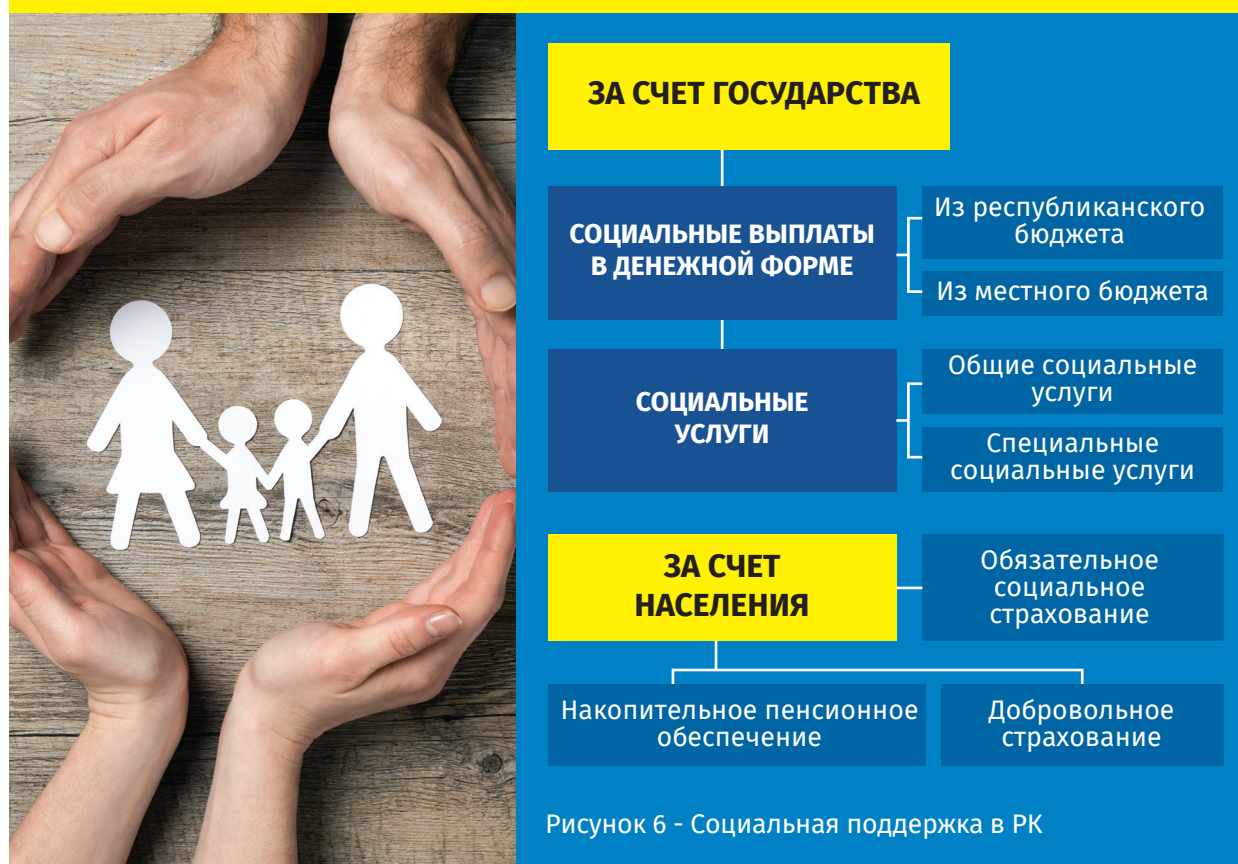 ЗА СЧЕТ ГОСУДАРСТВА
СОЦИАЛЬНЫЕ ВЫПЛАТЫ
В ДЕНЕЖНОЙ ФОРМЕ
Из республиканского
бюджета
Из местного бюджета
СОЦИАЛЬНЫЕ
УСЛУГИ
Общие социальные
услуги
Специальные
социальные услуги
ЗА СЧЕТ
НАСЕЛЕНИЯ
Обязательное
социальное
страхование
Накопительное пенсионное
обеспечение
Добровольное
страхование
Рисунок 6 - Социальная поддержка в РК